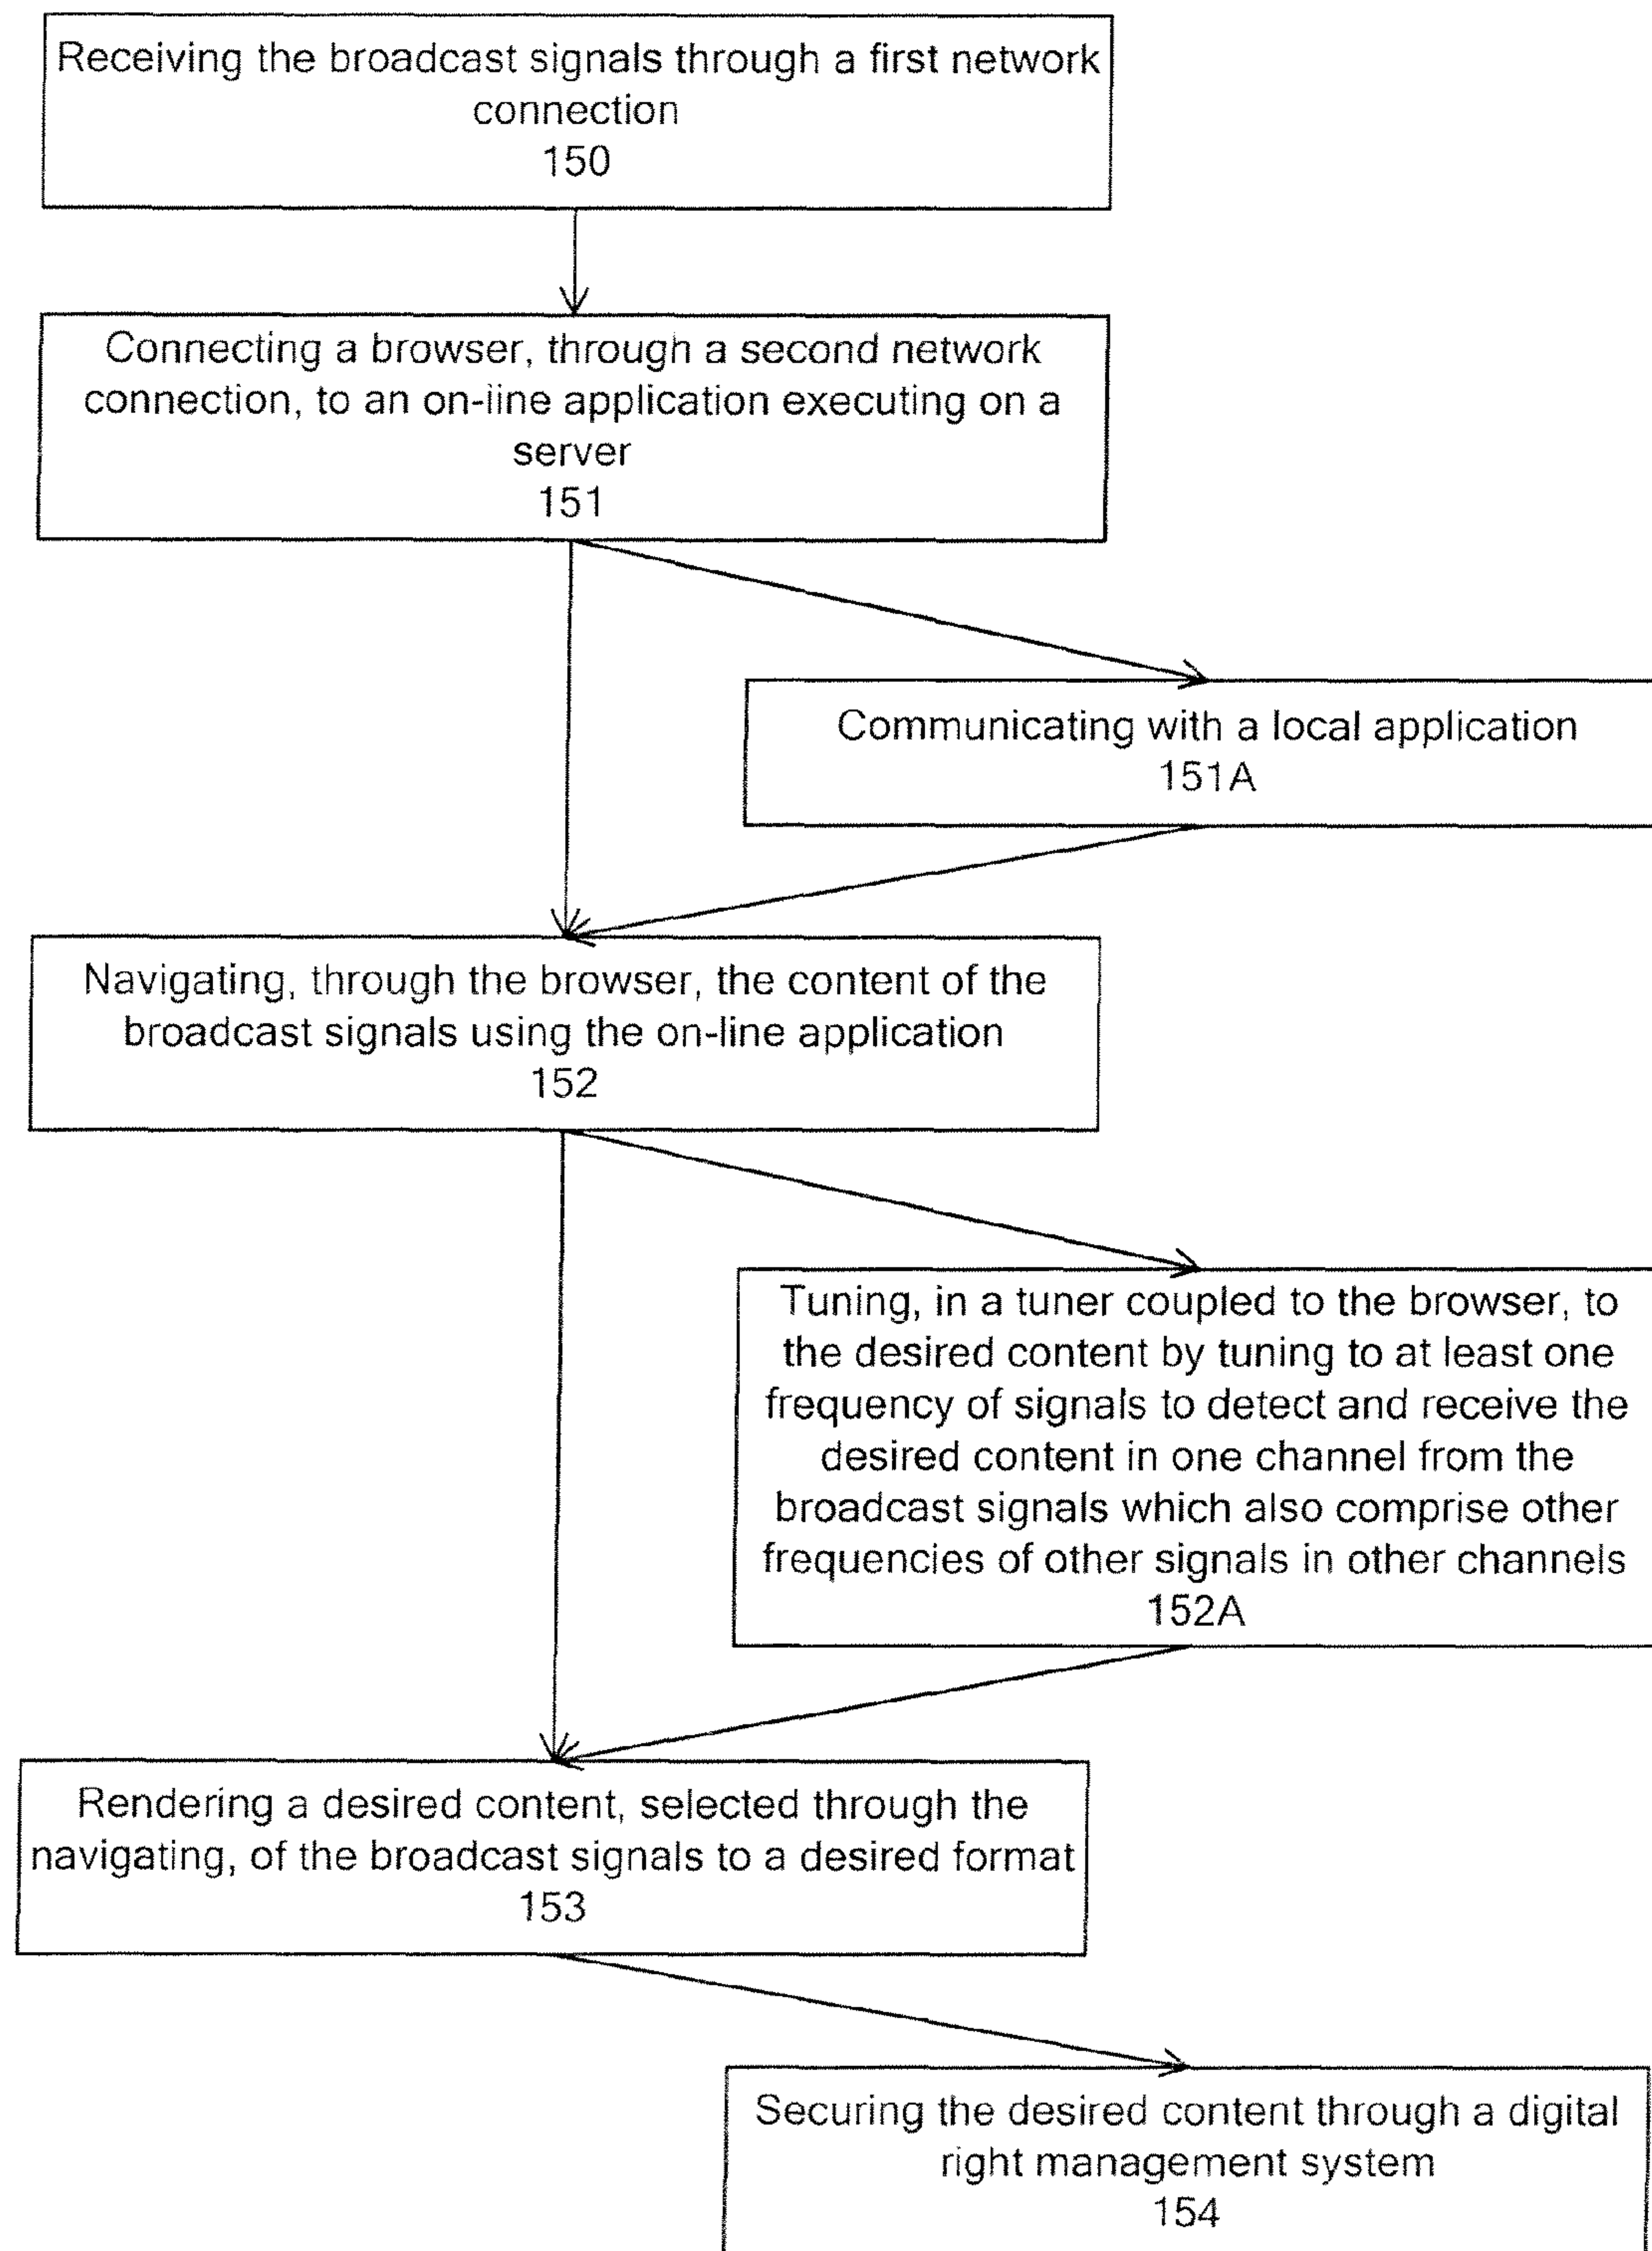 Receiving the broadcast signals through a first network
connection
150
Connecting a browser, through a second network
connection, to an on-line application executing on a
server
151
Communicating with a local application
151A
Navigating, through the browser, the content of the
broadcast signals using the on-line application
152
Tuning, in a tuner coupled to the browser, to
the desired content by tuning to at least one
frequency of signals to detect and receive the
desired content in one channel from the
broadcast signals which also comprise other
frequencies of other signals in other channels
152A
Rendering a desired content, selected through the
navigating, of the broadcast signals to a desired format
153
Securing the desired content through a digital
right management system
154